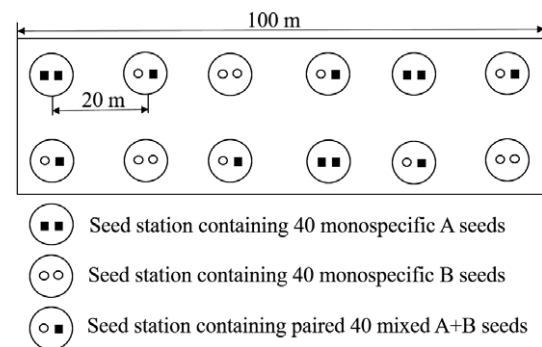 100 m
20 m
Seed station containing 40 monospecific A seeds
Seed station containing 40 monospecific B seeds
Seed station containing paired 40 mixed A+B seeds